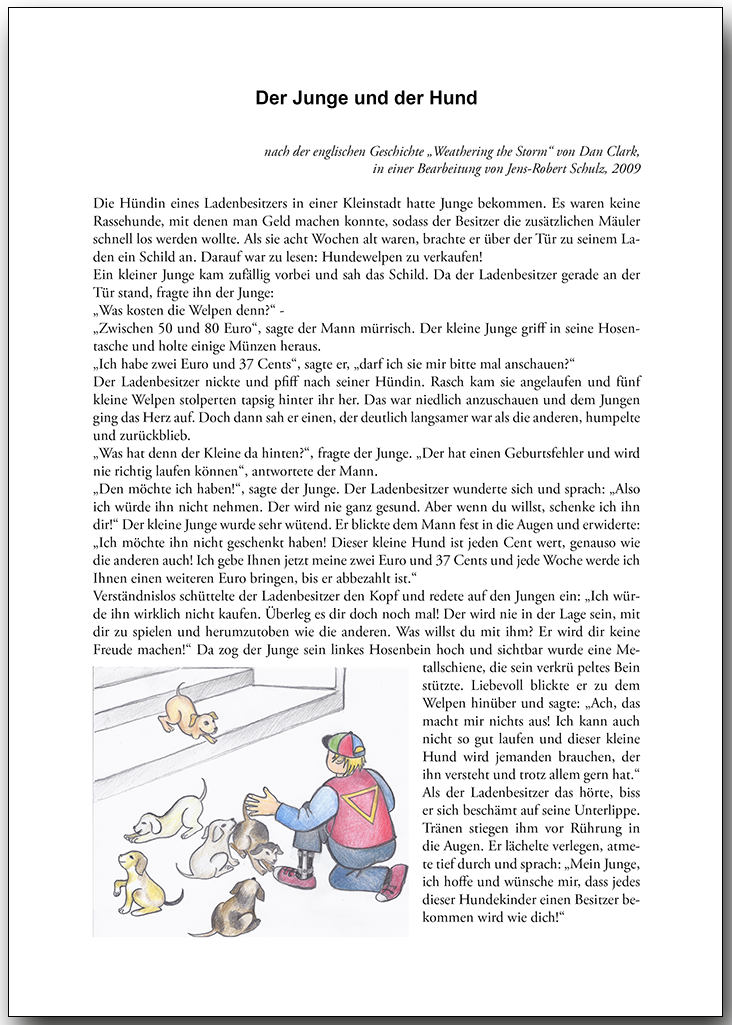 Der Junge und der Hund
nach der englischen Geschichte „Weathering the Storm“ von Dan Clark,
in einer Bearbeitung von Jens-Robert Schulz, 2009
Die Hündin eines Ladenbesitzers in einer Kleinstadt hatte Junge bekommen. Es waren keine
Rassehunde, mit denen man Geld machen konnte, sodass der Besitzer die zusätzlichen Mäuler
schnell los werden wollte. Als sie acht Wochen alt waren, brachte er über der Tür zu seinem La-
den ein Schild an. Darauf war zu lesen: Hundewelpen zu verkaufen!
Ein kleiner Junge kam zufällig vorbei und sah das Schild. Da der Ladenbesitzer gerade an der
Tür stand, fragte ihn der Junge:
„Was kosten die Welpen denn?“ -
„Zwischen 50 und 80 Euro“, sagte der Mann mürrisch. Der kleine Junge griff in seine Hosen-
tasche und holte einige Münzen heraus.
„Ich habe zwei Euro und 37 Cents“, sagte er, „darf ich sie mir bitte mal anschauen?“
Der Ladenbesitzer nickte und pfiff nach seiner Hündin. Rasch kam sie angelaufen und fünf
kleine Welpen stolperten tapsig hinter ihr her. Das war niedlich anzuschauen und dem Jungen
ging das Herz auf. Doch dann sah er einen, der deutlich langsamer war als die anderen, humpelte
und zurückblieb.
„Was hat denn der Kleine da hinten?“, fragte der Junge. „Der hat einen Geburtsfehler und wird
nie richtig laufen können“, antwortete der Mann.
„Den möchte ich haben!“, sagte der Junge. Der Ladenbesitzer wunderte sich und sprach: „Also
ich würde ihn nicht nehmen. Der wird nie ganz gesund. Aber wenn du willst, schenke ich ihn
dir!“ Der kleine Junge wurde sehr wütend. Er blickte dem Mann fest in die Augen und erwiderte:
„Ich möchte ihn nicht geschenkt haben! Dieser kleine Hund ist jeden Cent wert, genauso wie
die anderen auch! Ich gebe Ihnen jetzt meine zwei Euro und 37 Cents und jede Woche werde ich
Ihnen einen weiteren Euro bringen, bis er abbezahlt ist.“
Verständnislos schüttelte der Ladenbesitzer den Kopf und redete auf den Jungen ein: „Ich wür-
de ihn wirklich nicht kaufen. Überleg es dir doch noch mal! Der wird nie in der Lage sein, mit
dir zu spielen und herumzutoben wie die anderen. Was willst du mit ihm? Er wird dir keine
Freude machen!“ Da zog der Junge sein linkes Hosenbein hoch und sichtbar wurde eine Me-
tallschiene, die sein verkrü peltes Bein
stützte. Liebevoll blickte er zu dem
Welpen hinüber und sagte: „Ach, das
macht mir nichts aus! Ich kann auch
nicht so gut laufen und dieser kleine
Hund wird jemanden brauchen, der
ihn versteht und trotz allem gern hat.“
Als der Ladenbesitzer das hörte, biss
er sich beschämt auf seine Unterlippe.
Tränen stiegen ihm vor Rührung in
die Augen. Er lächelte verlegen, atme-
te tief durch und sprach: „Mein Junge,
ich hoffe und wünsche mir, dass jedes
dieser Hundekinder einen Besitzer be-
kommen wird wie dich!“